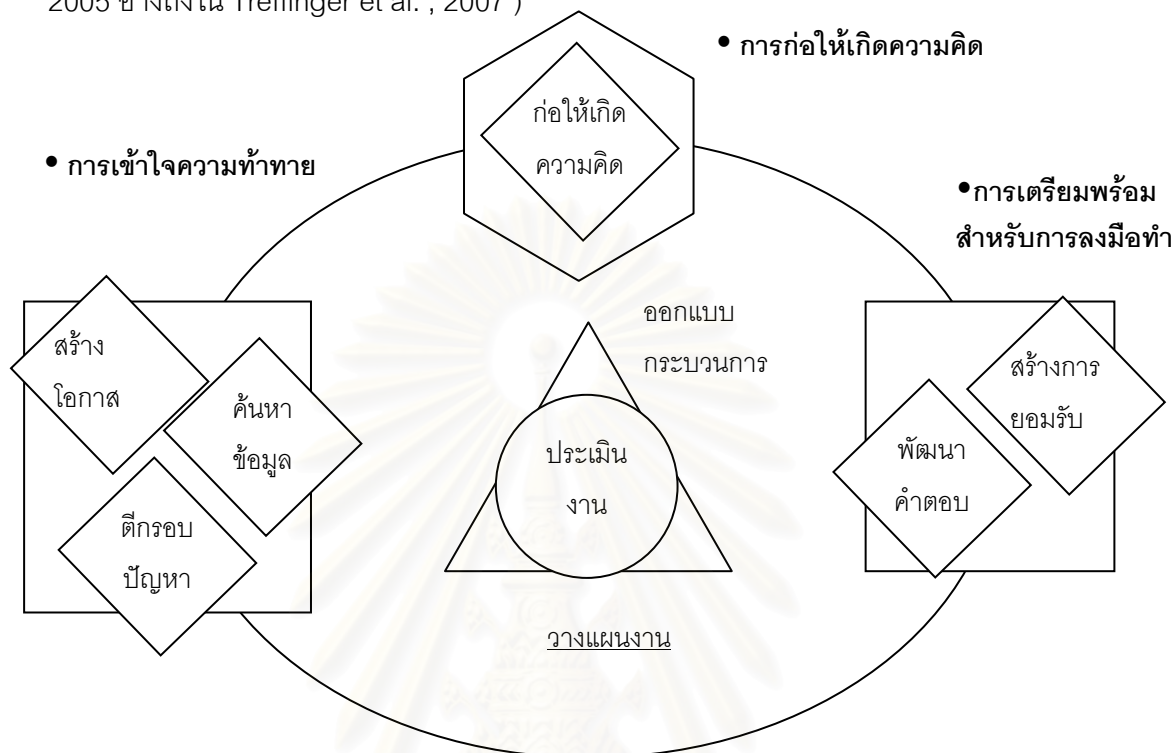 2005 อ้างถึงใน Treffinger et al. , 2007 )
• การก่อให้เกิดความคิด
ก่อให้เกิด
ความคิด
• การเข้าใจความท้าทาย
•การเตรียมพร้อม
สำหรับการลงมือทำ
สร้าง
โอกาส
ค้นหา
ข้อมูล
ตีกรอบ
ปัญหา
ออกแบบ
กระบวนการ
ประเมิน
งาน
วางแผนงาน
สร้างการ
ยอมรับ
พัฒนา
คำตอบ